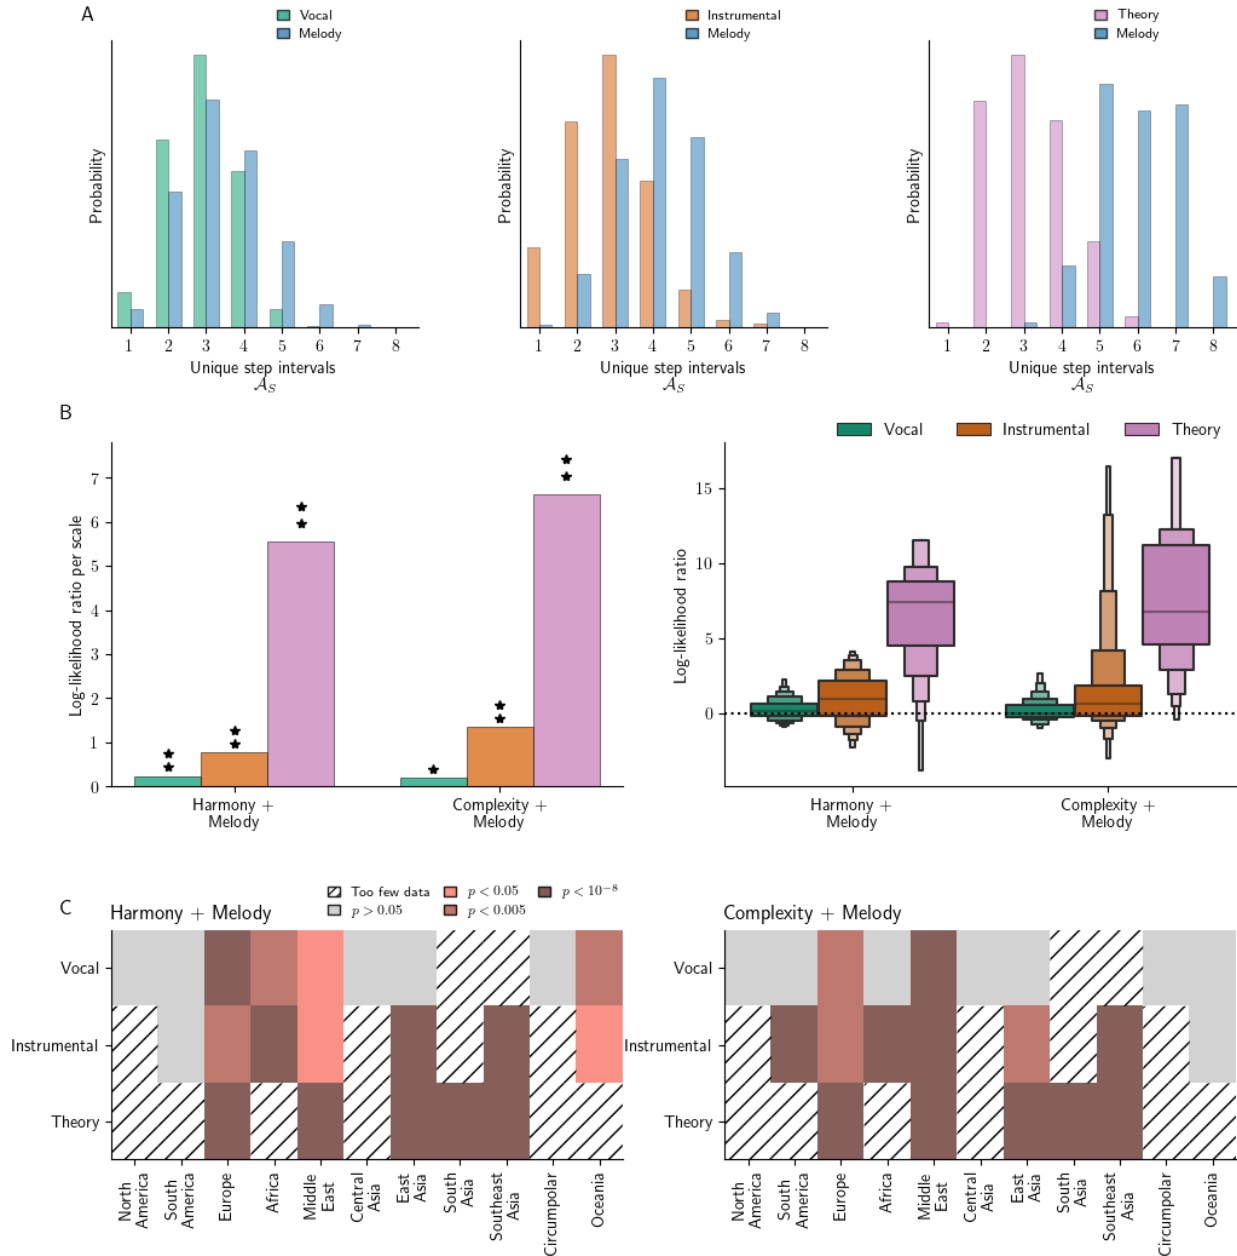 A
Vocal
Melody
Instrumental
Melody
Theory
Melody
Probability
Probability
Probability
1 2 3 4 5 6 7 8
1 2 3 4 5 6 7 8
1 2 3 4 5 6 7 8
Unique step intervals
𝒜_S
Unique step intervals
𝒜_S
Unique step intervals
𝒜_S
B
Log-likelihood ratio per scale
7
6
5
4
3
2
1
0
Harmony +
Melody
Complexity +
Melody
Vocal
Instrumental
Theory
Log-likelihood ratio
15
10
5
0
Harmony +
Melody
Complexity +
Melody
C
Too few data
p > 0.05
p < 0.05
p < 0.005
p < 10⁻⁸
Harmony + Melody
Vocal
Instrumental
Theory
North
America
South
America
Europe
Africa
Middle
East
Central
Asia
East
Asia
South
Asia
Southeast
Asia
Circumpolar
Oceania
Complexity + Melody
Vocal
Instrumental
Theory
North
America
South
America
Europe
Africa
Middle
East
Central
Asia
East
Asia
South
Asia
Southeast
Asia
Circumpolar
Oceania